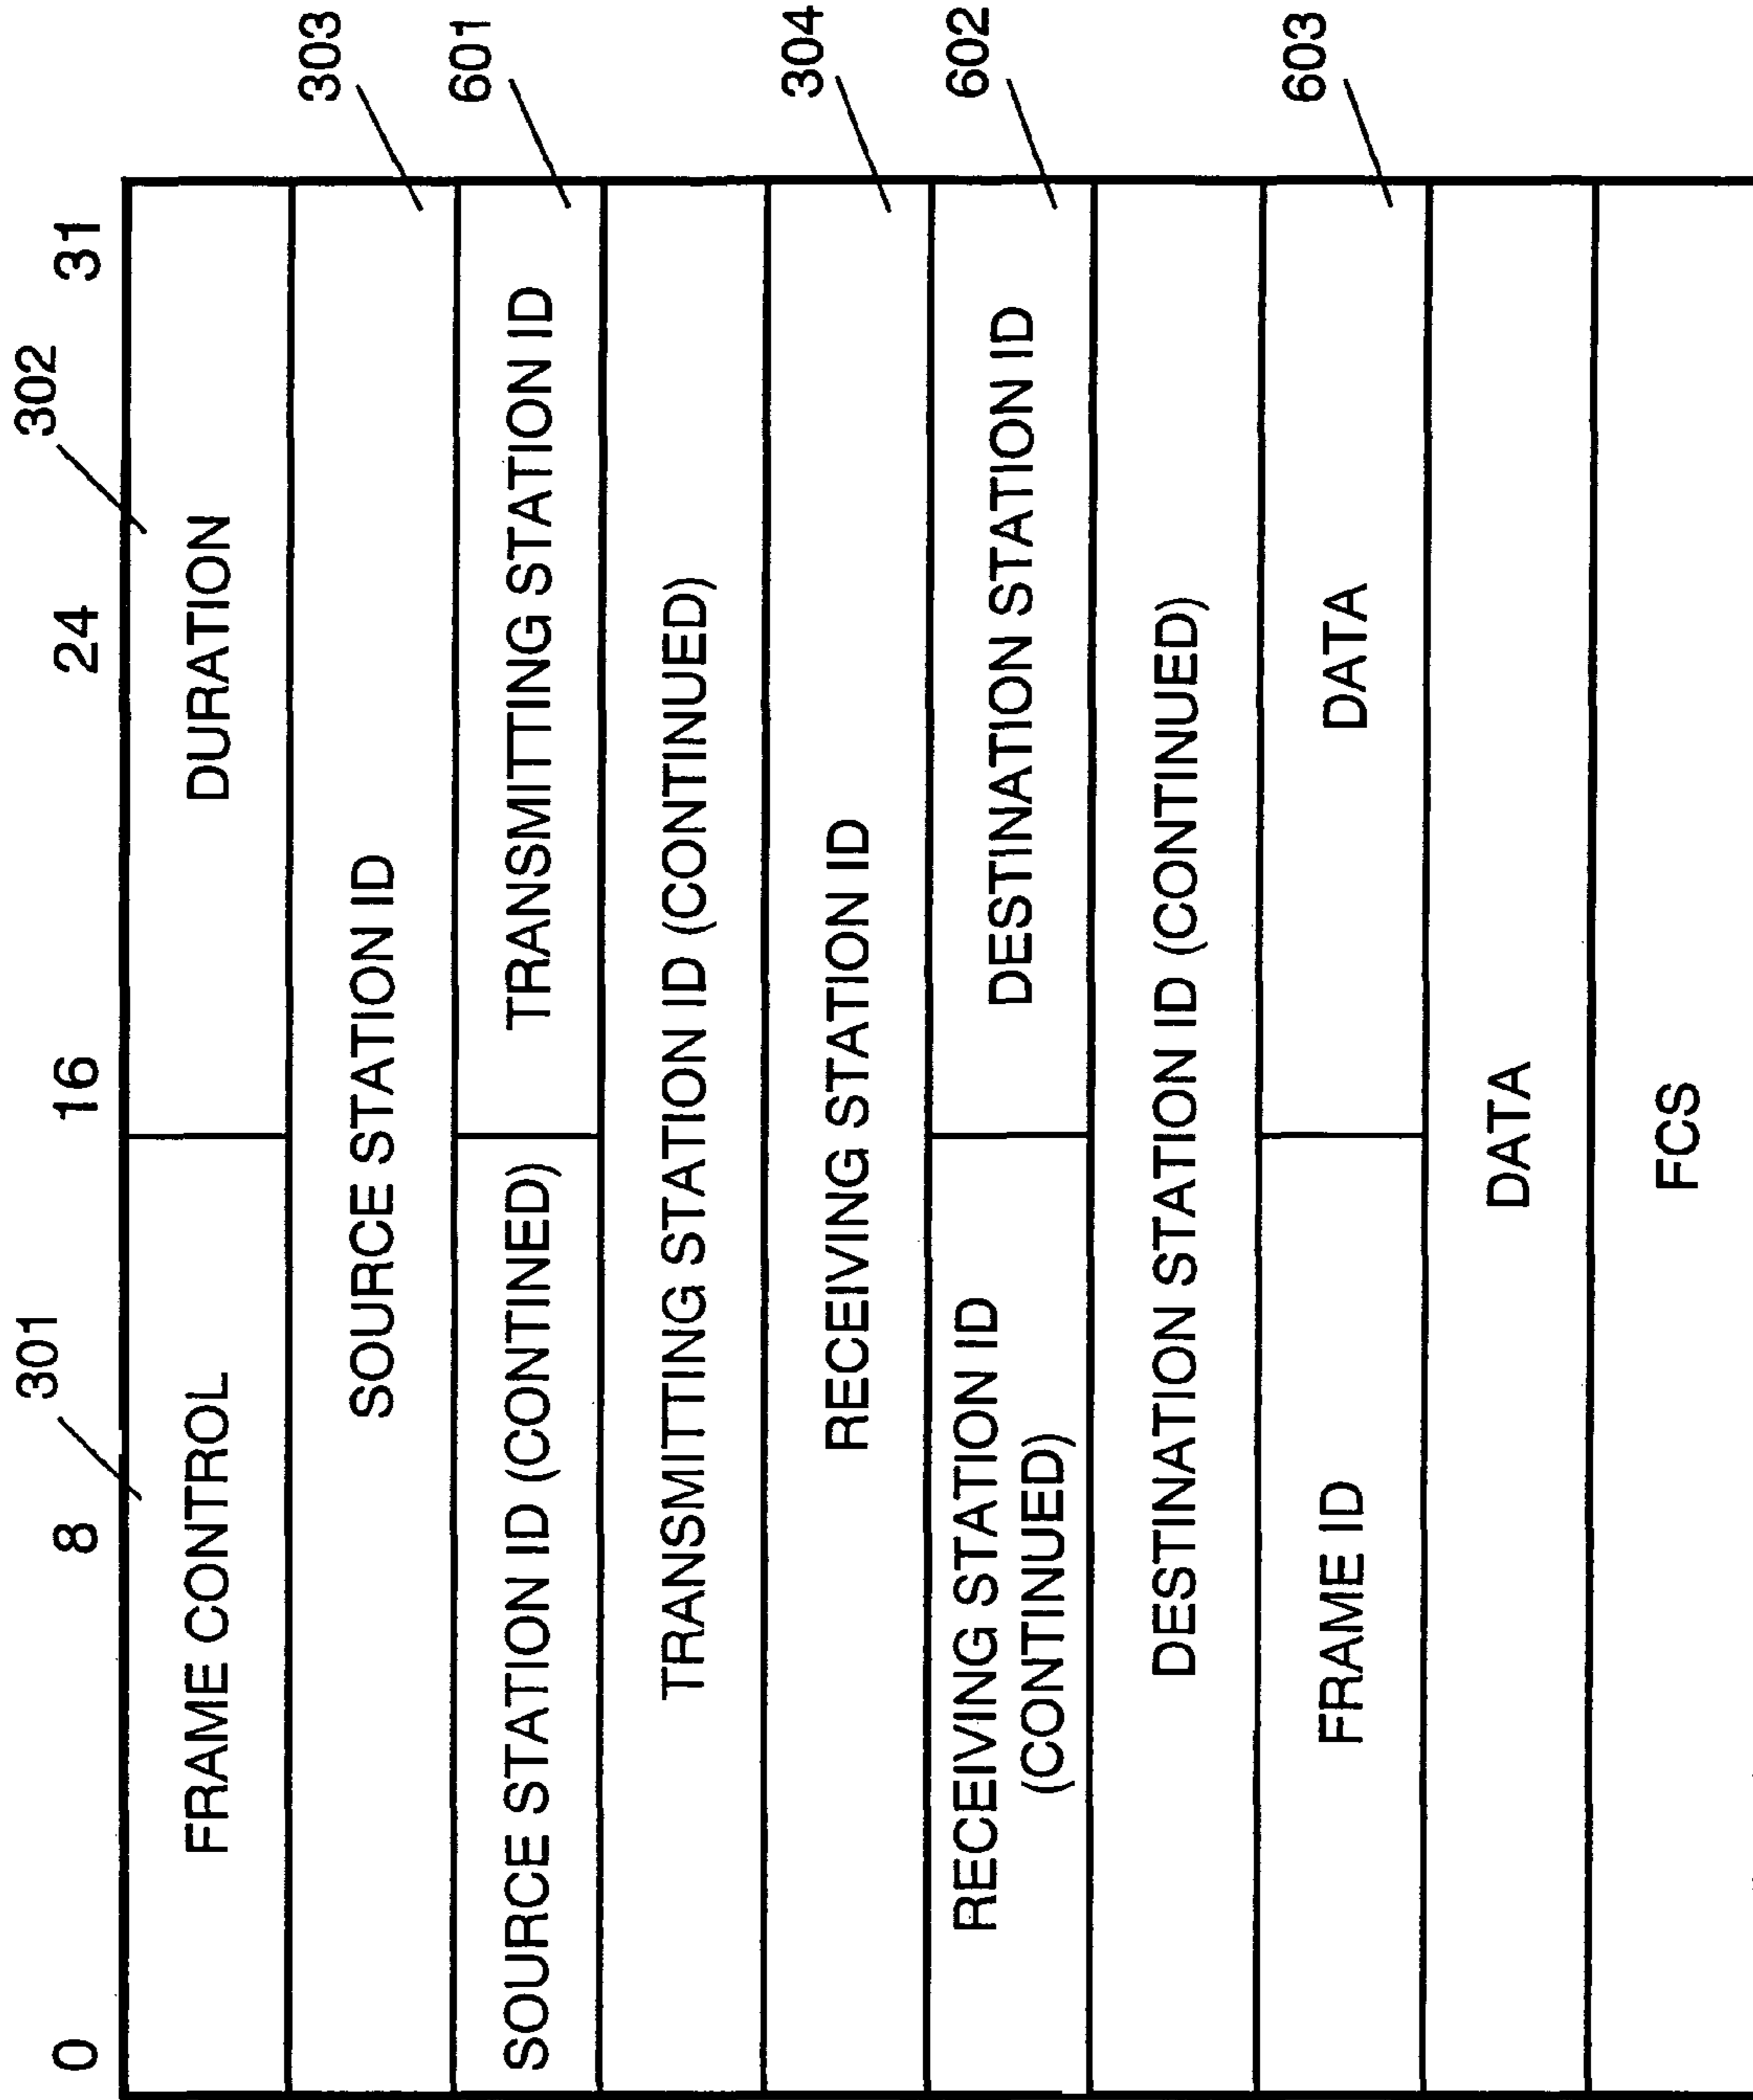 301
302
0
8
16
24
31
FRAME CONTROL
DURATION
303
SOURCE STATION ID
SOURCE STATION ID (CONTINED)
TRANSMITTING STATION ID
601
TRANSMITTING STATION ID (CONTINUED)
RECEIVING STATION ID
304
RECEIVING STATION ID
(CONTINUED)
DESTINATION STATION ID
602
DESTINATION STATION ID (CONTINUED)
FRAME ID
DATA
603
DATA
FCS